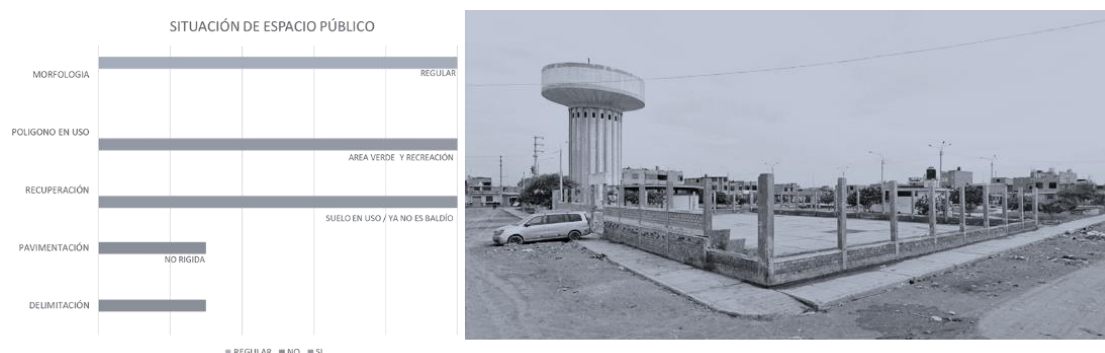 SITUACIÓN DE ESPACIO PÚBLICO
MORFOLOGIA
REGULAR
POLIGONO EN USO
AREA VERDE Y RECREACIÓN
RECUPERACIÓN
SUELO EN USO / YA NO ES BALDÍO
PAVIMENTACIÓN
NO RIGIDA
DELIMITACIÓN
REGULAR NO SI